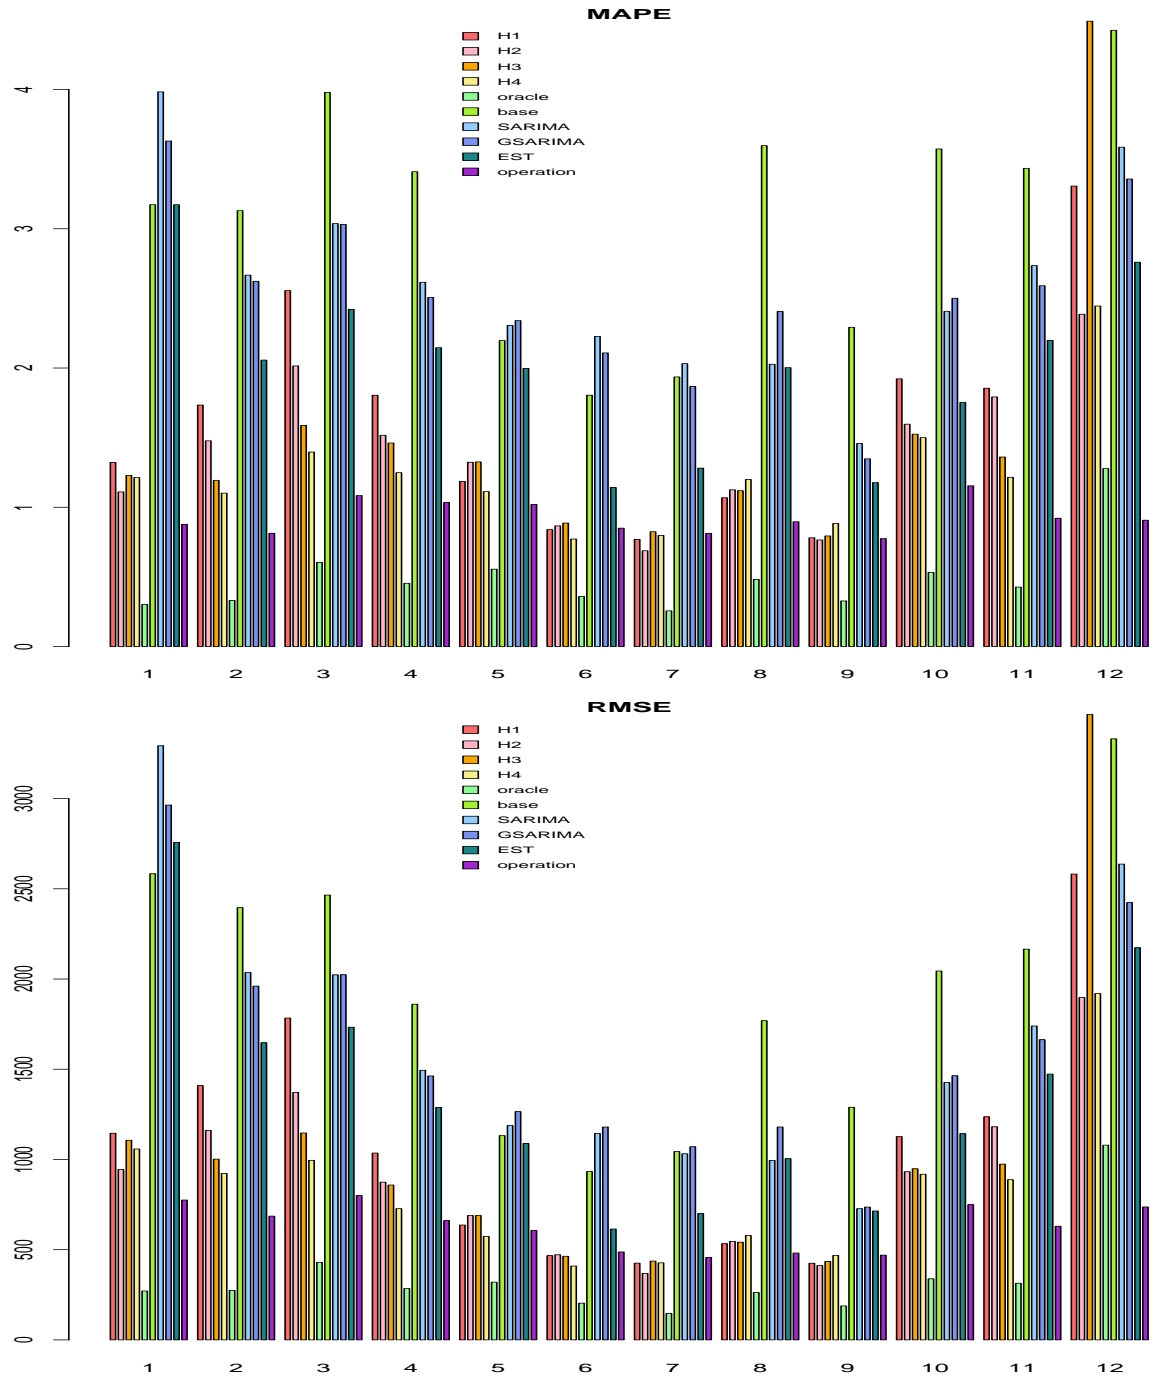 MAPE
H1
H2
H3
H4
oracle
base
SARIMA
GSARIMA
EST
operation
4
3
2
1
0
1 2 3 4 5 6 7 8 9 10 11 12
RMSE
H1
H2
H3
H4
oracle
base
SARIMA
GSARIMA
EST
operation
3000
2500
2000
1500
1000
500
0
1 2 3 4 5 6 7 8 9 10 11 12